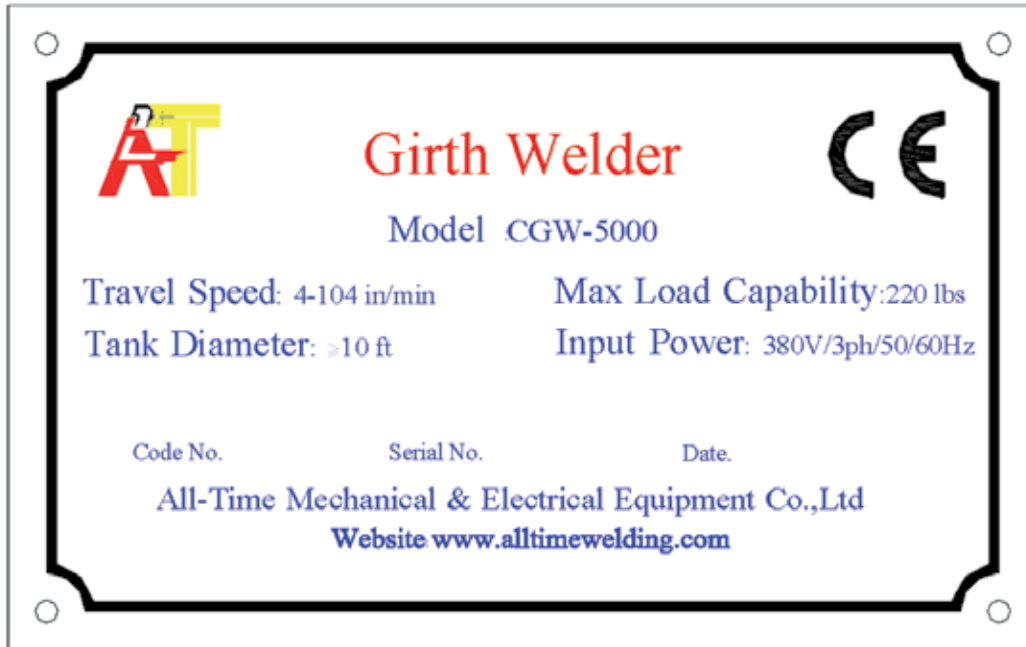 AT
Girth Welder
CE
Model CGW-5000
Travel Speed: 4-104 in/min
Max Load Capability:220 lbs
Tank Diameter: ≥10 ft
Input Power: 380V/3ph/50/60Hz
Code No. Serial No. Date.
All-Time Mechanical & Electrical Equipment Co.,Ltd
Website:www.alltimewelding.com